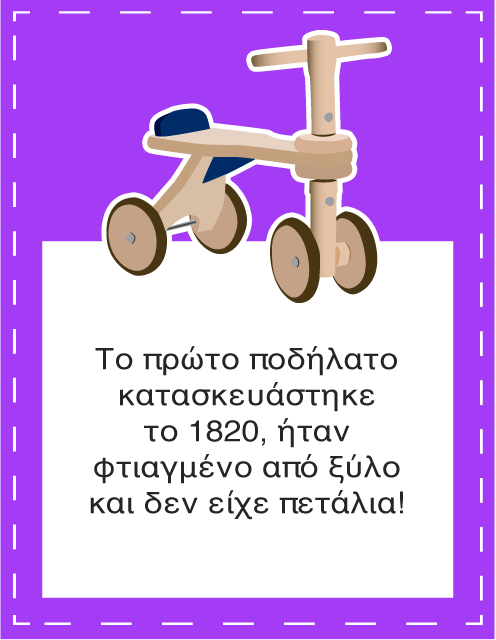 Το πρώτο ποδήλατο
κατασκευάστηκε
το 1820, ήταν
φτιαγμένο από ξύλο
και δεν είχε πετάλια!